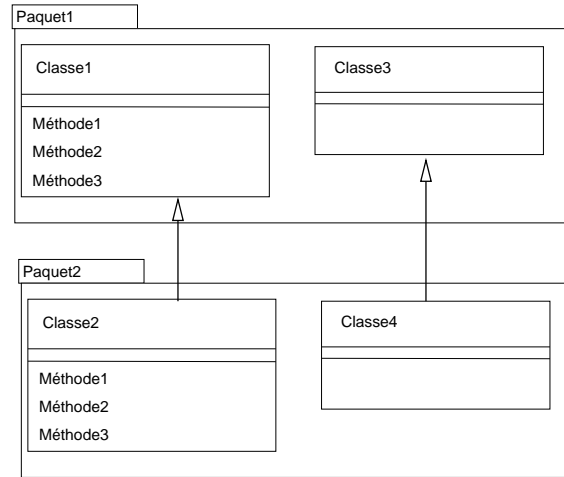 Paquet1
Classe1
Méthode1
Méthode2
Méthode3
Classe3
Paquet2
Classe2
Méthode1
Méthode2
Méthode3
Classe4